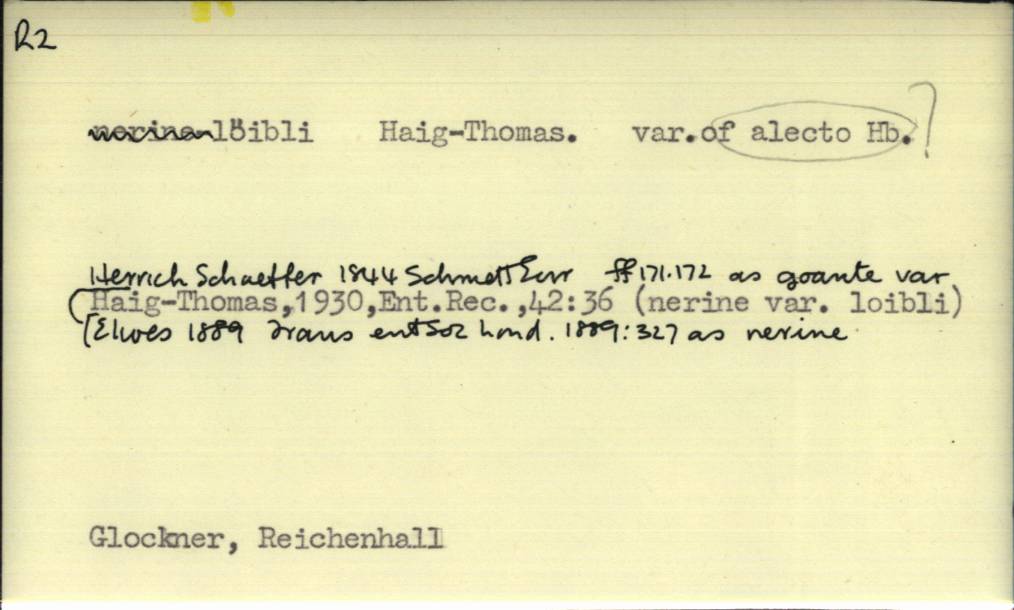 R2
nerine löibli Haig-Thomas. var.of alecto Hb.?
Herrich Schaeffer 1844 Schmett Eur ff 171.172 as goante var
(Haig-Thomas,1930,Ent.Rec.,42:36 (nerine var. loibli)
[Elwes 1889 Trans ent Soc Lond. 1889:327 as nerine
Glockner, Reichenhall